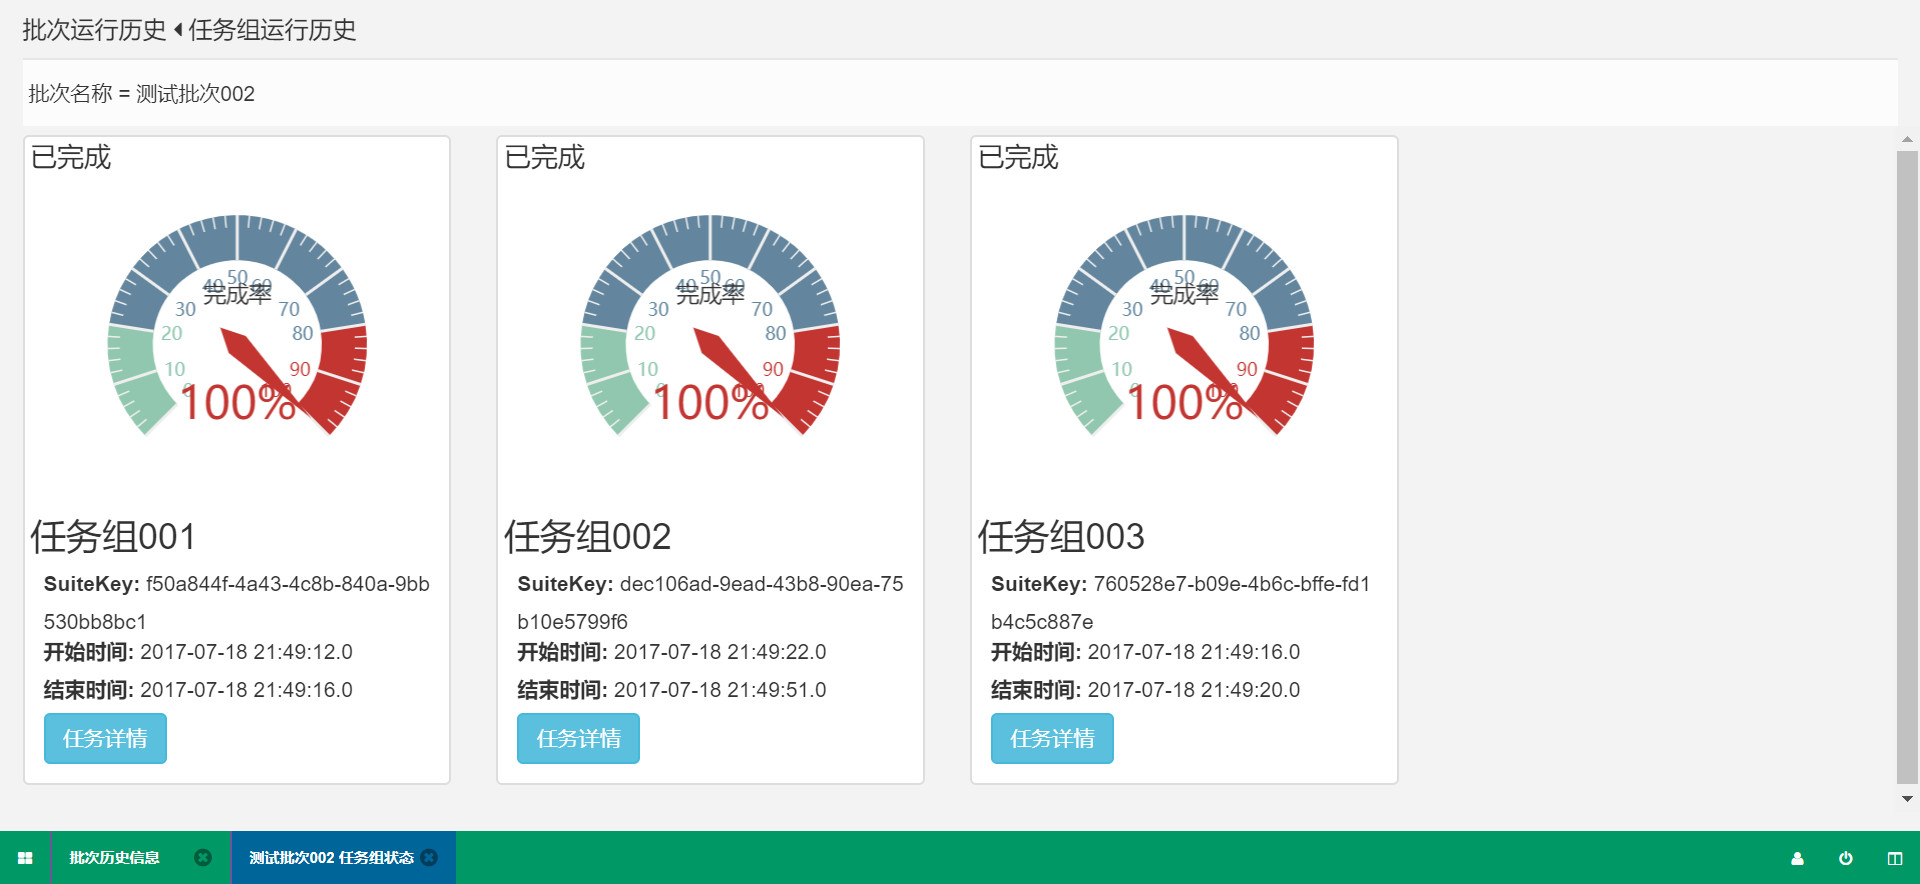 批次运行历史 任务组运行历史
批次名称 = 测试批次002
已完成
50
40 60
完成率
30 70
20 80
10 90
0 100
100%
任务组001
SuiteKey: f50a844f-4a43-4c8b-840a-9bb
530bb8bc1
开始时间: 2017-07-18 21:49:12.0
结束时间: 2017-07-18 21:49:16.0
任务详情
已完成
50
40 60
完成率
30 70
20 80
10 90
0 100
100%
任务组002
SuiteKey: dec106ad-9ead-43b8-90ea-75
b10e5799f6
开始时间: 2017-07-18 21:49:22.0
结束时间: 2017-07-18 21:49:51.0
任务详情
已完成
50
40 60
完成率
30 70
20 80
10 90
0 100
100%
任务组003
SuiteKey: 760528e7-b09e-4b6c-bffe-fd1
b4c5c887e
开始时间: 2017-07-18 21:49:16.0
结束时间: 2017-07-18 21:49:20.0
任务详情
批次历史信息
测试批次002 任务组状态